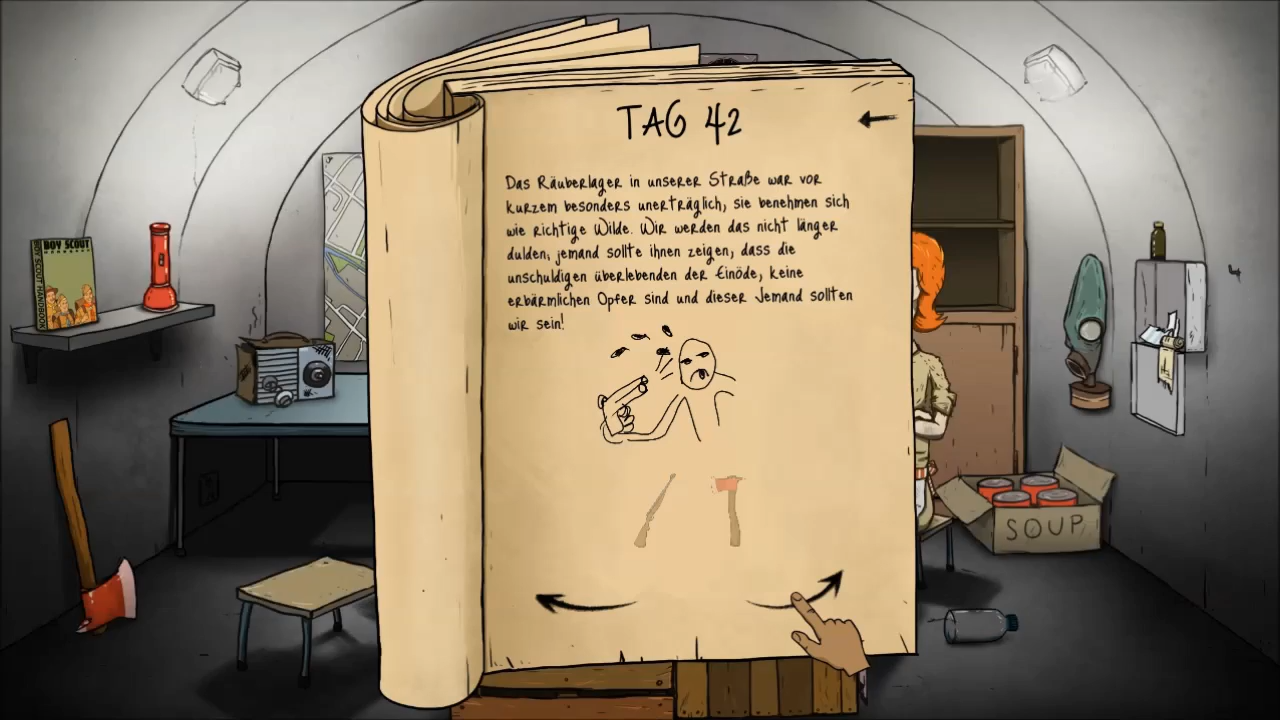 TAG 42
Das Räuberlager in unserer Straße war vor
kurzem besonders unerträglich, sie benehmen sich
wie richtige Wilde. Wir werden das nicht länger
dulden, jemand sollte ihnen zeigen, dass die
unschuldigen überlebenden der Einöde, keine
erbärmlichen Opfer sind und dieser Jemand sollten
wir sein!
BOY SCOUT
BOY SCOUT HANDBOOK
SOUP
4